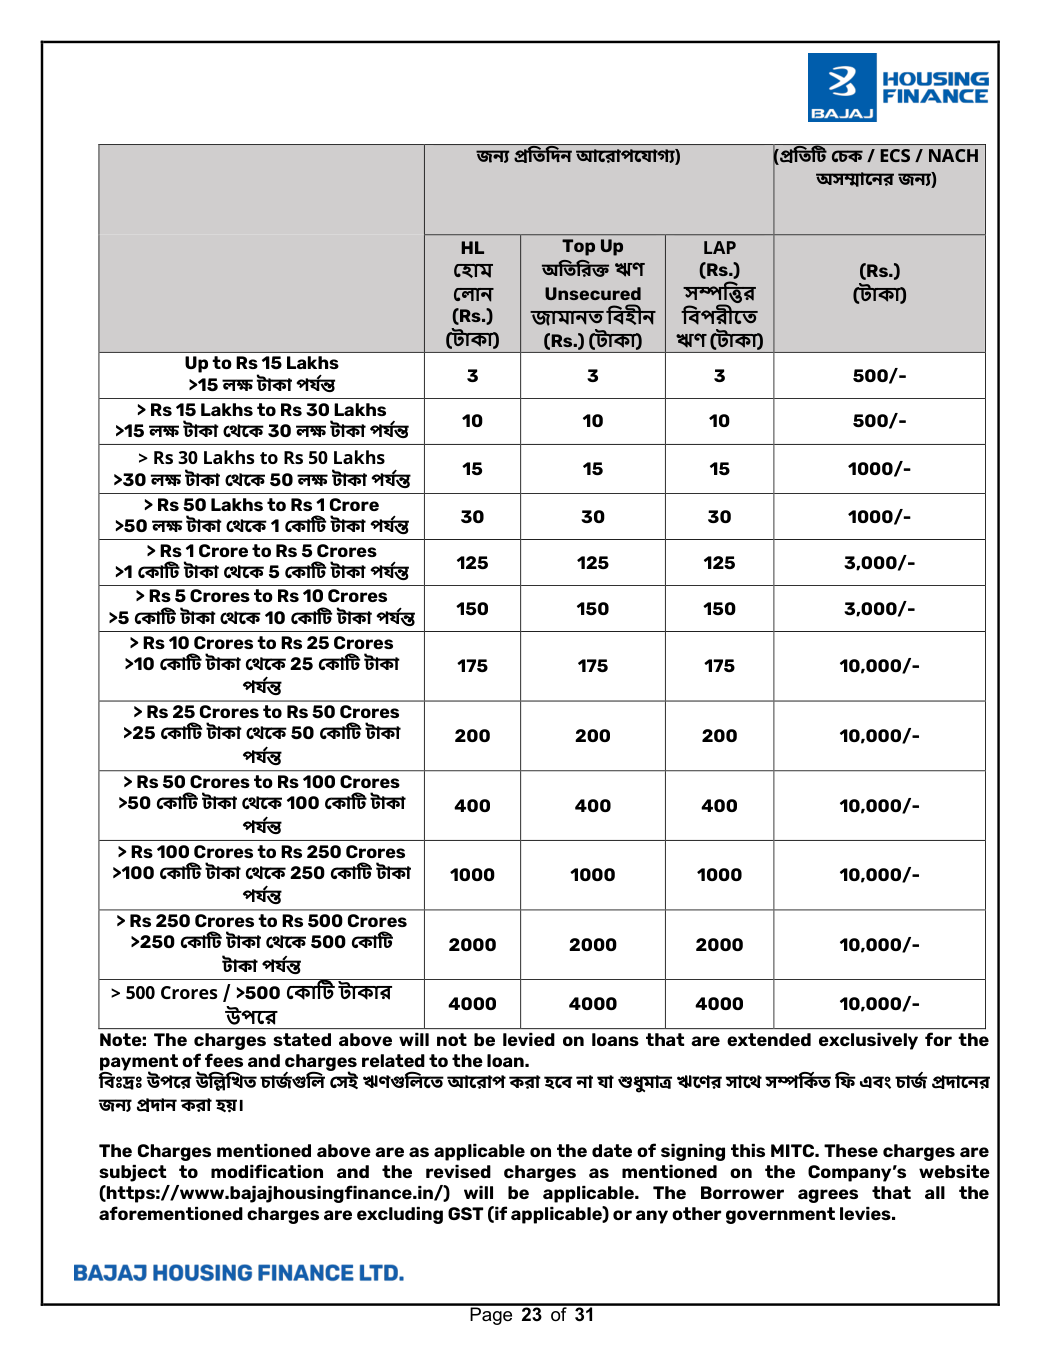 HOUSING
FINANCE
BAJAJ
জন্য প্রতিদিন আরোপযোগ্য)
(প্রতিটি চেক / ECS / NACH
অসম্মানের জন্য)
HL
হোম
লোন
(Rs.)
(টাকা)
Top Up
অতিরিক্ত ঋণ
Unsecured
জামানত বিহীন
(Rs.) (টাকা)
LAP
(Rs.)
সম্পত্তির
বিপরীতে
ঋণ (টাকা)
(Rs.)
(টাকা)
Up to Rs 15 Lakhs
>15 লক্ষ টাকা পর্যন্ত
3 3 3 500/-
> Rs 15 Lakhs to Rs 30 Lakhs
>15 লক্ষ টাকা থেকে 30 লক্ষ টাকা পর্যন্ত
10 10 10 500/-
> Rs 30 Lakhs to Rs 50 Lakhs
>30 লক্ষ টাকা থেকে 50 লক্ষ টাকা পর্যন্ত
15 15 15 1000/-
> Rs 50 Lakhs to Rs 1 Crore
>50 লক্ষ টাকা থেকে 1 কোটি টাকা পর্যন্ত
30 30 30 1000/-
> Rs 1 Crore to Rs 5 Crores
>1 কোটি টাকা থেকে 5 কোটি টাকা পর্যন্ত
125 125 125 3,000/-
> Rs 5 Crores to Rs 10 Crores
>5 কোটি টাকা থেকে 10 কোটি টাকা পর্যন্ত
150 150 150 3,000/-
> Rs 10 Crores to Rs 25 Crores
>10 কোটি টাকা থেকে 25 কোটি টাকা
পর্যন্ত
175 175 175 10,000/-
> Rs 25 Crores to Rs 50 Crores
>25 কোটি টাকা থেকে 50 কোটি টাকা
পর্যন্ত
200 200 200 10,000/-
> Rs 50 Crores to Rs 100 Crores
>50 কোটি টাকা থেকে 100 কোটি টাকা
পর্যন্ত
400 400 400 10,000/-
> Rs 100 Crores to Rs 250 Crores
>100 কোটি টাকা থেকে 250 কোটি টাকা
পর্যন্ত
1000 1000 1000 10,000/-
> Rs 250 Crores to Rs 500 Crores
>250 কোটি টাকা থেকে 500 কোটি
টাকা পর্যন্ত
2000 2000 2000 10,000/-
> 500 Crores / >500 কোটি টাকার
উপরে
4000 4000 4000 10,000/-
Note: The charges stated above will not be levied on loans that are extended exclusively for the
payment of fees and charges related to the loan.
বিঃদ্রঃ উপরে উল্লিখিত চার্জগুলি সেই ঋণগুলিতে আরোপ করা হবে না যা শুধুমাত্র ঋণের সাথে সম্পর্কিত ফি এবং চার্জ প্রদানের
জন্য প্রদান করা হয়।
The Charges mentioned above are as applicable on the date of signing this MITC. These charges are
subject to modification and the revised charges as mentioned on the Company’s website
(https://www.bajajhousingfinance.in/) will be applicable. The Borrower agrees that all the
aforementioned charges are excluding GST (if applicable) or any other government levies.
BAJAJ HOUSING FINANCE LTD.
Page 23 of 31